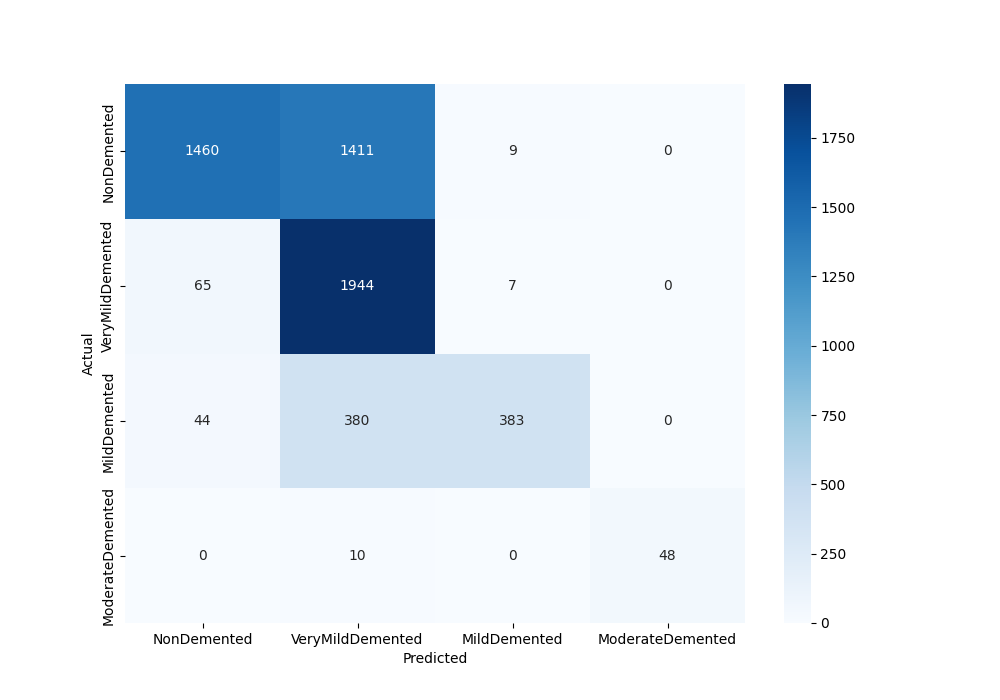 NonDemented
1460 1411 9 0
VeryMildDemented
65 1944 7 0
MildDemented
44 380 383 0
ModerateDemented
0 10 0 48
Actual
NonDemented VeryMildDemented MildDemented ModerateDemented
Predicted
1750
1500
1250
1000
750
500
250
0